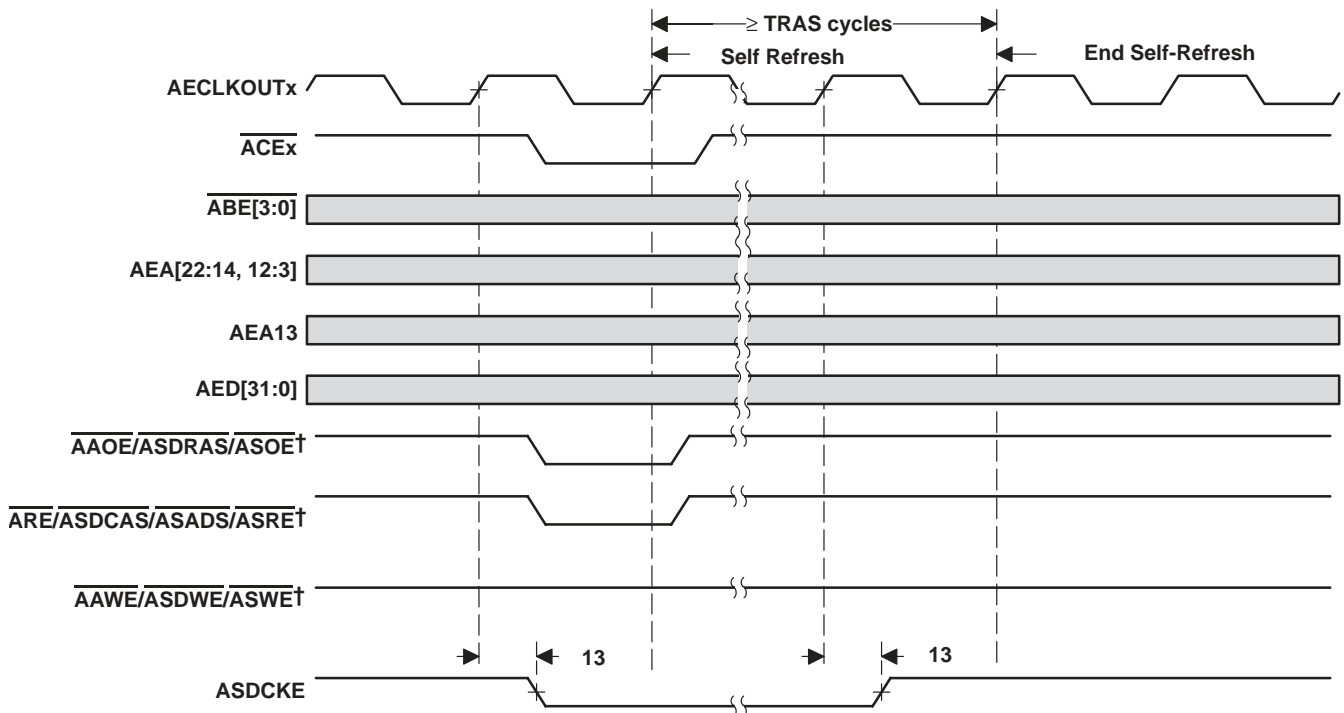 ≥ TRAS cycles
Self Refresh
End Self-Refresh
AECLKOUTx
ACEx
ABE[3:0]
AEA[22:14, 12:3]
AEA13
AED[31:0]
AAOE/ASDRAS/ASOE†
ARE/ASDCAS/ASADS/ASRE†
AAWE/ASDWE/ASWE†
13
13
ASDCKE